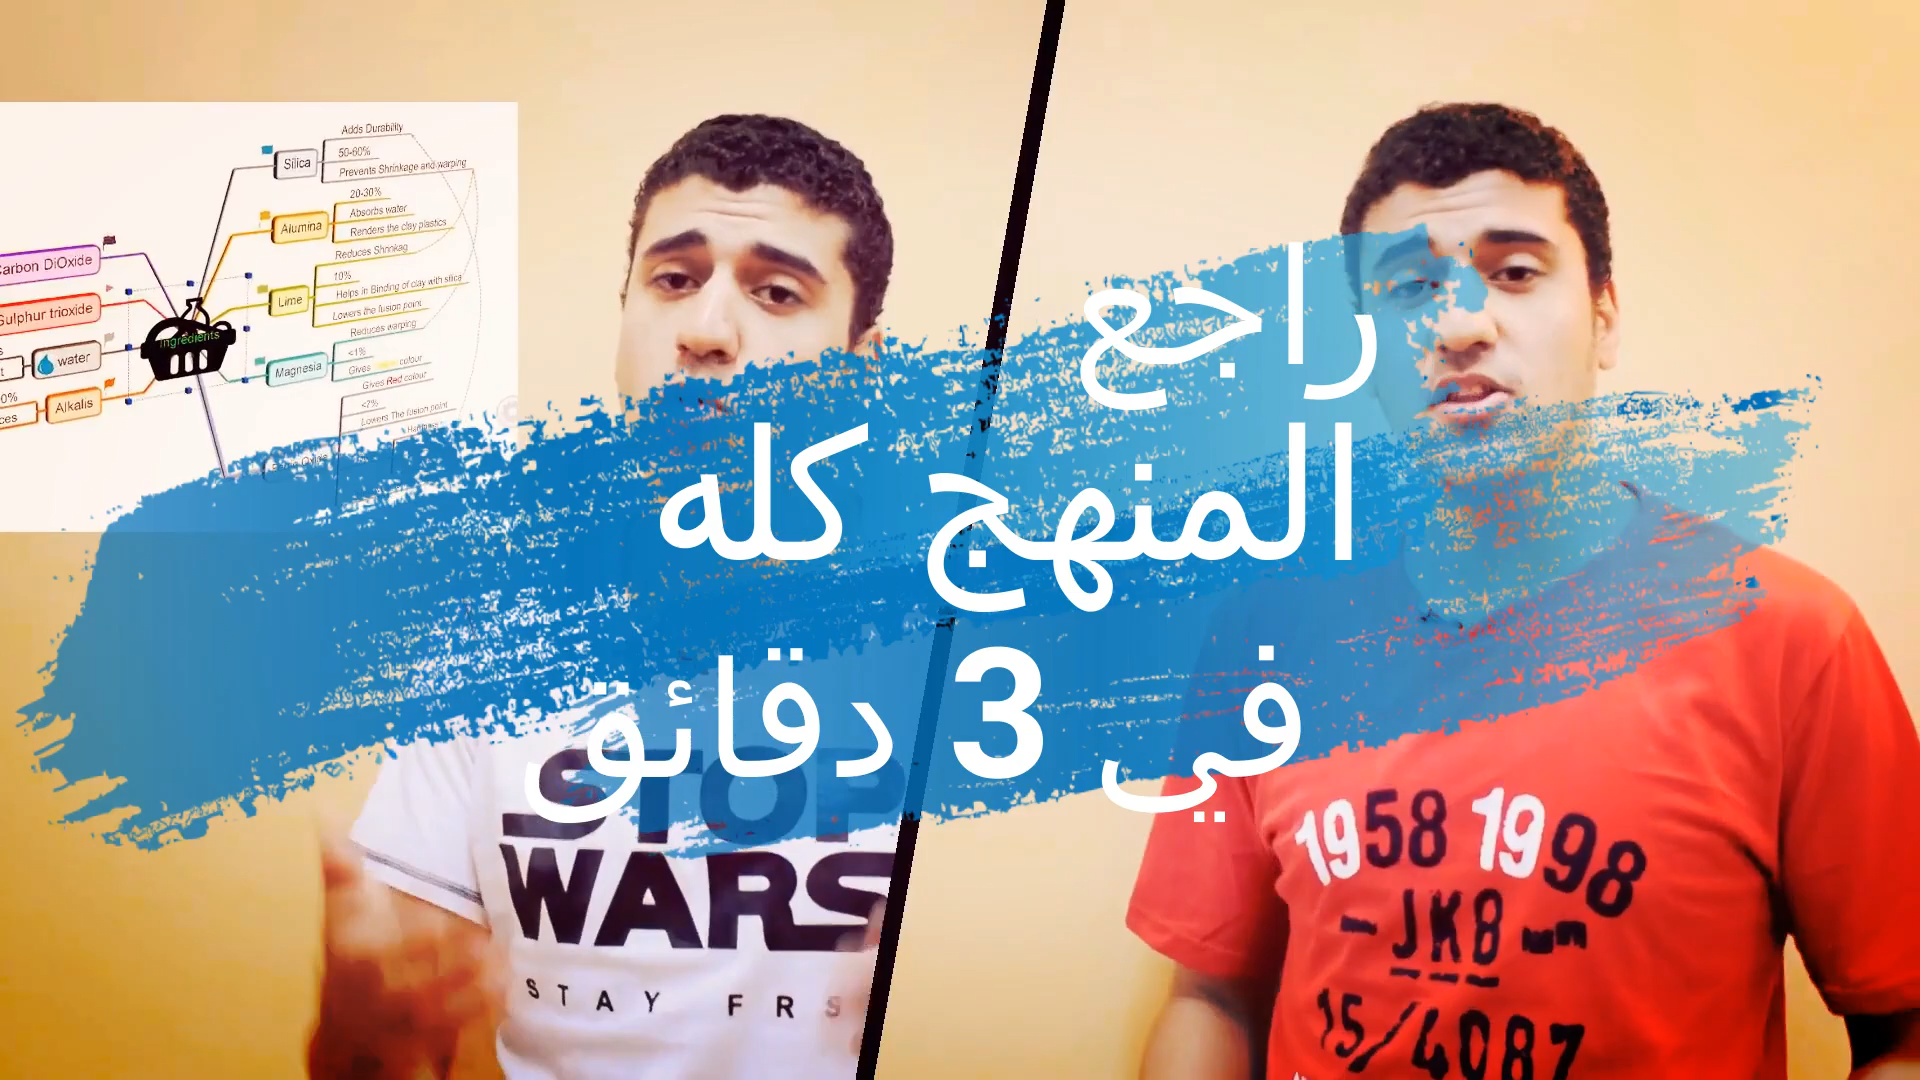 راجع
المنهج كله
في 3 دقائق
Adds Durability
50-60%
Prevents Shrinkage and warping
Silica
20-30%
Absorbs water
Renders the clay plastics
Alumina
Reduces Shrinkag
10%
Helps in Binding of clay with silica
Lowers the fusion point
Reduces warping
Lime
<1%
Gives colour
Gives Red colour
Magnesia
<7%
Lowers The fusion point
Carbon DiOxide
Sulphur trioxide
water
Alkalis
Ingredients
STOP
WARS
STAY FRS
1958 1998
-JK8-
15/4087